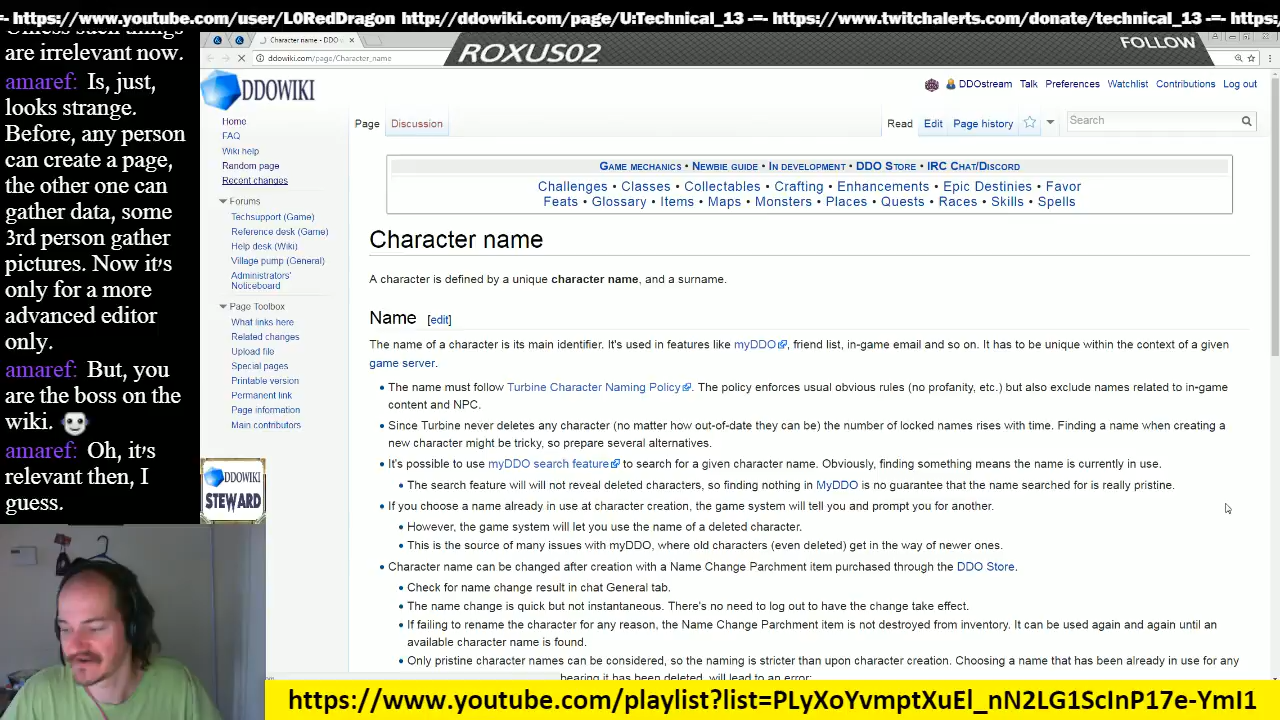 =- https://www.youtube.com/user/L0RedDragon http://ddowiki.com/page/U:Technical_13 -=- https://www.twitchalerts.com/donate/technical_13 -=- https:/
are irrelevant now.
amaref: Is, just,
looks strange.
Before, any person
can create a page,
the other one can
gather data, some
3rd person gather
pictures. Now it's
only for a more
advanced editor
only.
amaref: But, you
are the boss on the
wiki.
amaref: Oh, it's
relevant then, I
guess.
Character name - DDO
ddowiki.com/page/Character_name
ROXUS02
FOLLOW
DDOWIKI
DDOstream Talk Preferences Watchlist Contributions Log out
Home
FAQ
Wiki help
Random page
Recent changes
Forums
Techsupport (Game)
Reference desk (Game)
Help desk (Wiki)
Village pump (General)
Administrators'
Noticeboard
Page Toolbox
What links here
Related changes
Upload file
Special pages
Printable version
Permanent link
Page information
Main contributors
DDOWIKI
STEWARD
Page Discussion
Read Edit Page history
Search
Game mechanics • Newbie guide • In development • DDO Store • IRC Chat/Discord
Challenges • Classes • Collectables • Crafting • Enhancements • Epic Destinies • Favor
Feats • Glossary • Items • Maps • Monsters • Places • Quests • Races • Skills • Spells
Character name
A character is defined by a unique character name, and a surname.
Name [edit]
The name of a character is its main identifier. It's used in features like myDDO, friend list, in-game email and so on. It has to be unique within the context of a given
game server.
• The name must follow Turbine Character Naming Policy. The policy enforces usual obvious rules (no profanity, etc.) but also exclude names related to in-game
content and NPC.
• Since Turbine never deletes any character (no matter how out-of-date they can be) the number of locked names rises with time. Finding a name when creating a
new character might be tricky, so prepare several alternatives.
• It's possible to use myDDO search feature to search for a given character name. Obviously, finding something means the name is currently in use.
• The search feature will will not reveal deleted characters, so finding nothing in MyDDO is no guarantee that the name searched for is really pristine.
• If you choose a name already in use at character creation, the game system will tell you and prompt you for another.
• However, the game system will let you use the name of a deleted character.
• This is the source of many issues with myDDO, where old characters (even deleted) get in the way of newer ones.
• Character name can be changed after creation with a Name Change Parchment item purchased through the DDO Store.
• Check for name change result in chat General tab.
• The name change is quick but not instantaneous. There's no need to log out to have the change take effect.
• If failing to rename the character for any reason, the Name Change Parchment item is not destroyed from inventory. It can be used again and again until an
available character name is found.
• Only pristine character names can be considered, so the naming is stricter than upon character creation. Choosing a name that has been already in use for any
bearing it has been deleted, will lead to an error:
https://www.youtube.com/playlist?list=PLyXoYvmptXuEl_nN2LG1ScInP17e-YmI1